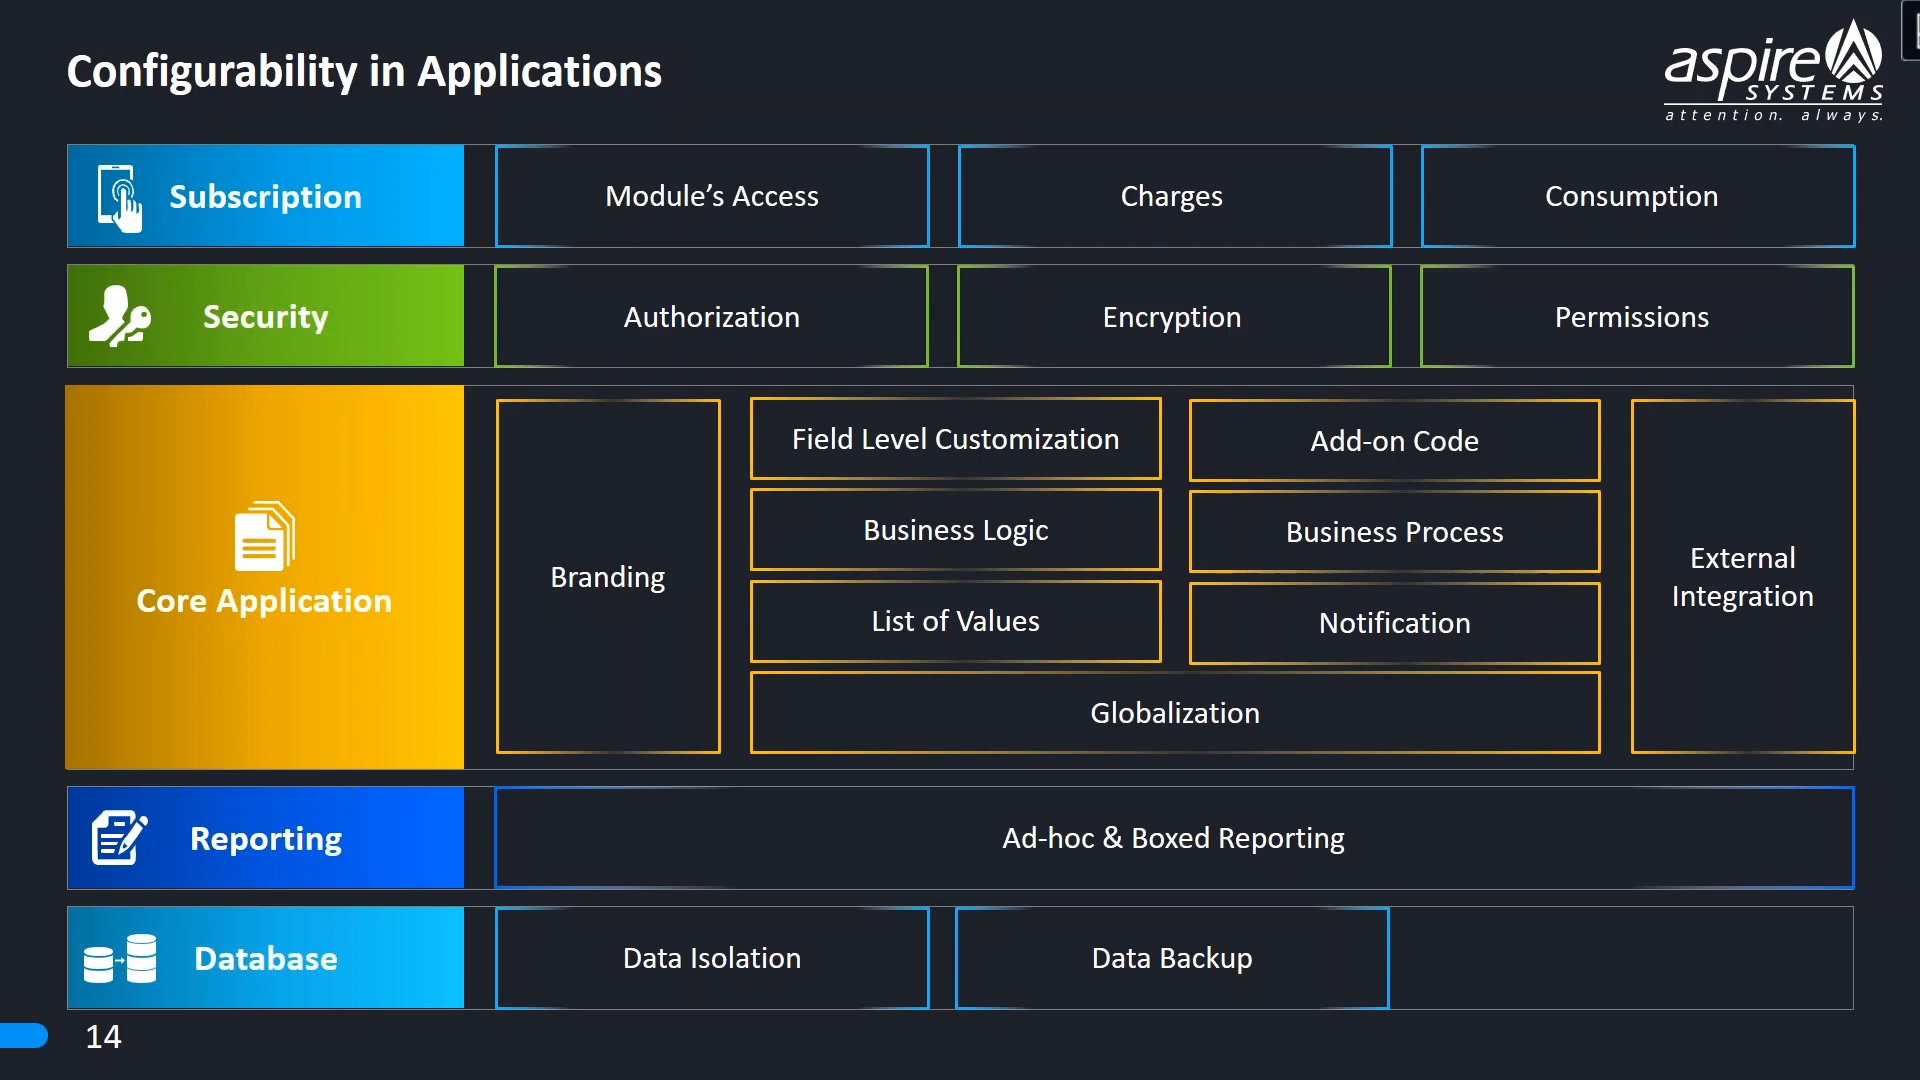 Configurability in Applications
aspire
SYSTEMS
attention. always.
Subscription
Module’s Access
Charges
Consumption
Security
Authorization
Encryption
Permissions
Core Application
Branding
Field Level Customization
Add-on Code
Business Logic
Business Process
List of Values
Notification
Globalization
External
Integration
Reporting
Ad-hoc & Boxed Reporting
Database
Data Isolation
Data Backup
14